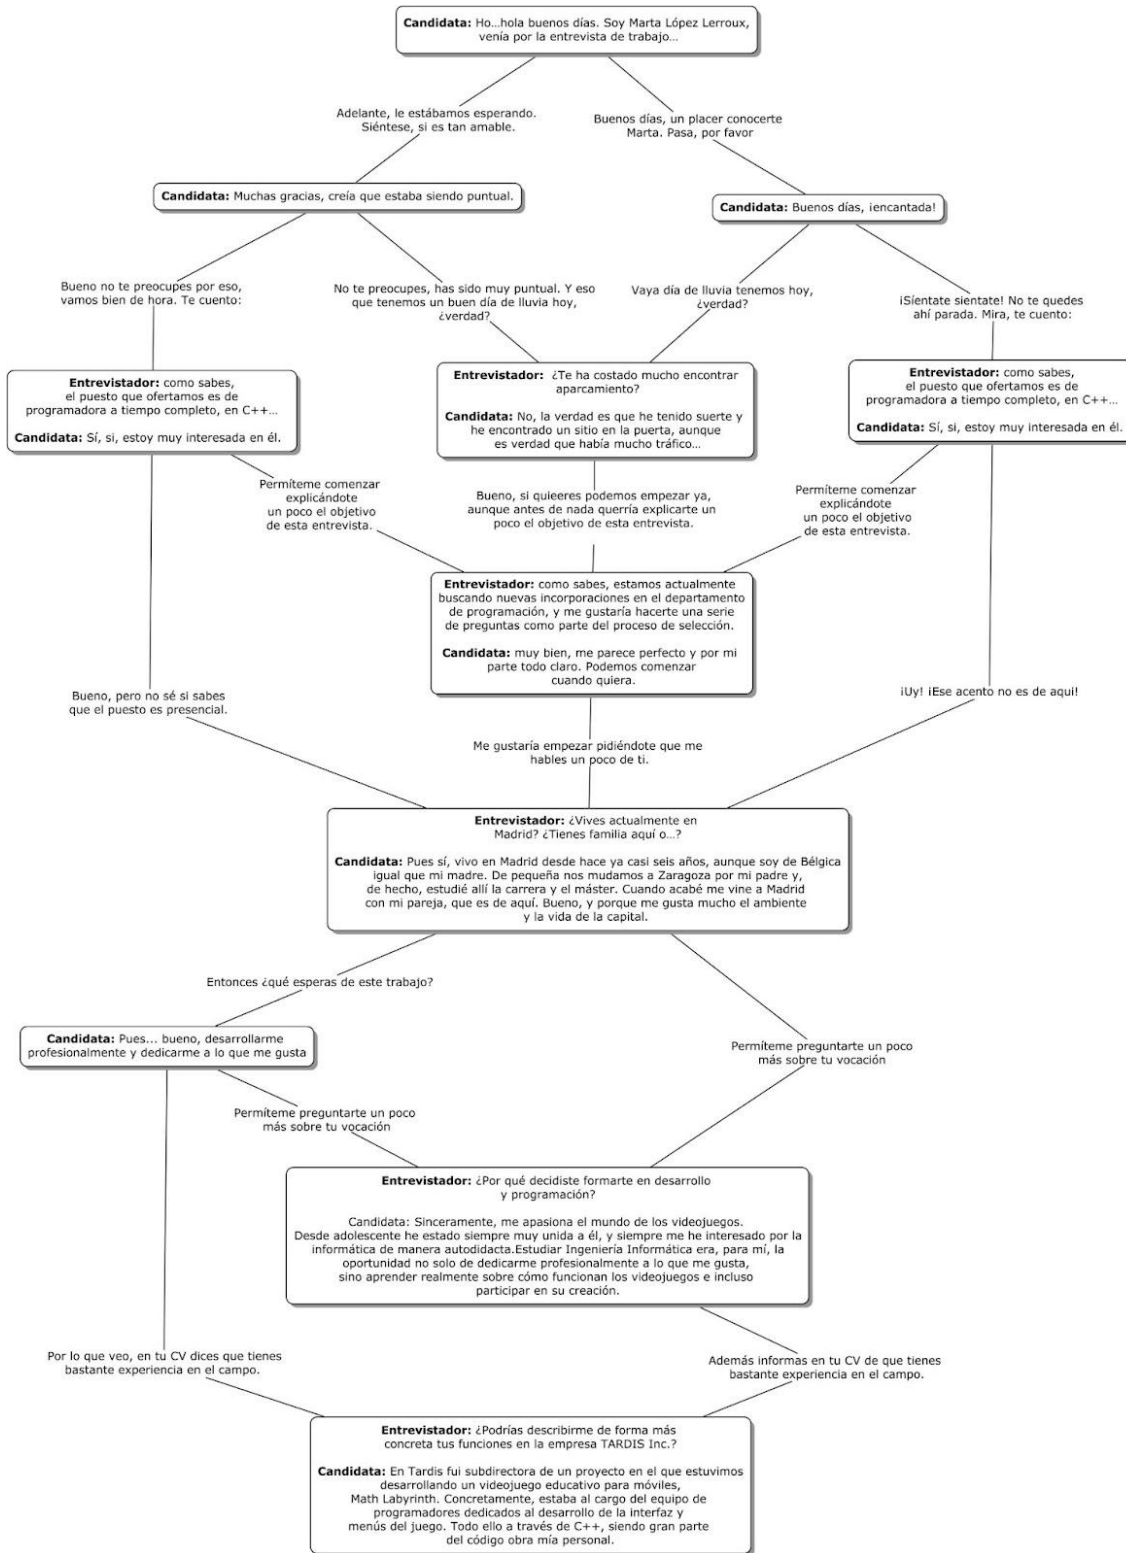 Candidata: Ho...hola buenos días. Soy Marta López Lerroux,
venía por la entrevista de trabajo...
Adelante, le estábamos esperando.
Siéntese, si es tan amable.
Buenos días, un placer conocerte
Marta. Pasa, por favor
Candidata: Muchas gracias, creía que estaba siendo puntual.
Candidata: Buenos días, ¡encantada!
Bueno no te preocupes por eso,
vamos bien de hora. Te cuento:
No te preocupes, has sido muy puntual. Y eso
que tenemos un buen día de lluvia hoy,
¿verdad?
Vaya día de lluvia tenemos hoy,
¿verdad?
¡Síentate sientate! No te quedes
ahí parada. Mira, te cuento:
Entrevistador: como sabes,
el puesto que ofertamos es de
programadora a tiempo completo, en C++...
Candidata: Sí, si, estoy muy interesada en él.
Entrevistador: ¿Te ha costado mucho encontrar
aparcamiento?
Candidata: No, la verdad es que he tenido suerte y
he encontrado un sitio en la puerta, aunque
es verdad que había mucho tráfico...
Entrevistador: como sabes,
el puesto que ofertamos es de
programadora a tiempo completo, en C++...
Candidata: Sí, si, estoy muy interesada en él.
Permíteme comenzar
explicándote
un poco el objetivo
de esta entrevista.
Bueno, si quieeres podemos empezar ya,
aunque antes de nada querría explicarte un
poco el objetivo de esta entrevista.
Permíteme comenzar
explicándote
un poco el objetivo
de esta entrevista.
Entrevistador: como sabes, estamos actualmente
buscando nuevas incorporaciones en el departamento
de programación, y me gustaría hacerte una serie
de preguntas como parte del proceso de selección.
Candidata: muy bien, me parece perfecto y por mi
parte todo claro. Podemos comenzar
cuando quiera.
Bueno, pero no sé si sabes
que el puesto es presencial.
¡Uy! ¡Ese acento no es de aqui!
Me gustaría empezar pidiéndote que me
hables un poco de ti.
Entrevistador: ¿Vives actualmente en
Madrid? ¿Tienes familia aquí o...?
Candidata: Pues sí, vivo en Madrid desde hace ya casi seis años, aunque soy de Bélgica
igual que mi madre. De pequeña nos mudamos a Zaragoza por mi padre y,
de hecho, estudié allí la carrera y el máster. Cuando acabé me vine a Madrid
con mi pareja, que es de aquí. Bueno, y porque me gusta mucho el ambiente
y la vida de la capital.
Entonces ¿qué esperas de este trabajo?
Candidata: Pues... bueno, desarrollarme
profesionalmente y dedicarme a lo que me gusta
Permíteme preguntarte un poco
más sobre tu vocación
Permíteme preguntarte un poco
más sobre tu vocación
Entrevistador: ¿Por qué decidiste formarte en desarrollo
y programación?
Candidata: Sinceramente, me apasiona el mundo de los videojuegos.
Desde adolescente he estado siempre muy unida a él, y siempre me he interesado por la
informática de manera autodidacta.Estudiar Ingeniería Informática era, para mí, la
oportunidad no solo de dedicarme profesionalmente a lo que me gusta,
sino aprender realmente sobre cómo funcionan los videojuegos e incluso
participar en su creación.
Por lo que veo, en tu CV dices que tienes
bastante experiencia en el campo.
Además informas en tu CV de que tienes
bastante experiencia en el campo.
Entrevistador: ¿Podrías describirme de forma más
concreta tus funciones en la empresa TARDIS Inc.?
Candidata: En Tardis fui subdirectora de un proyecto en el que estuvimos
desarrollando un videojuego educativo para móviles,
Math Labyrinth. Concretamente, estaba al cargo del equipo de
programadores dedicados al desarrollo de la interfaz y
menús del juego. Todo ello a través de C++, siendo gran parte
del código obra mía personal.